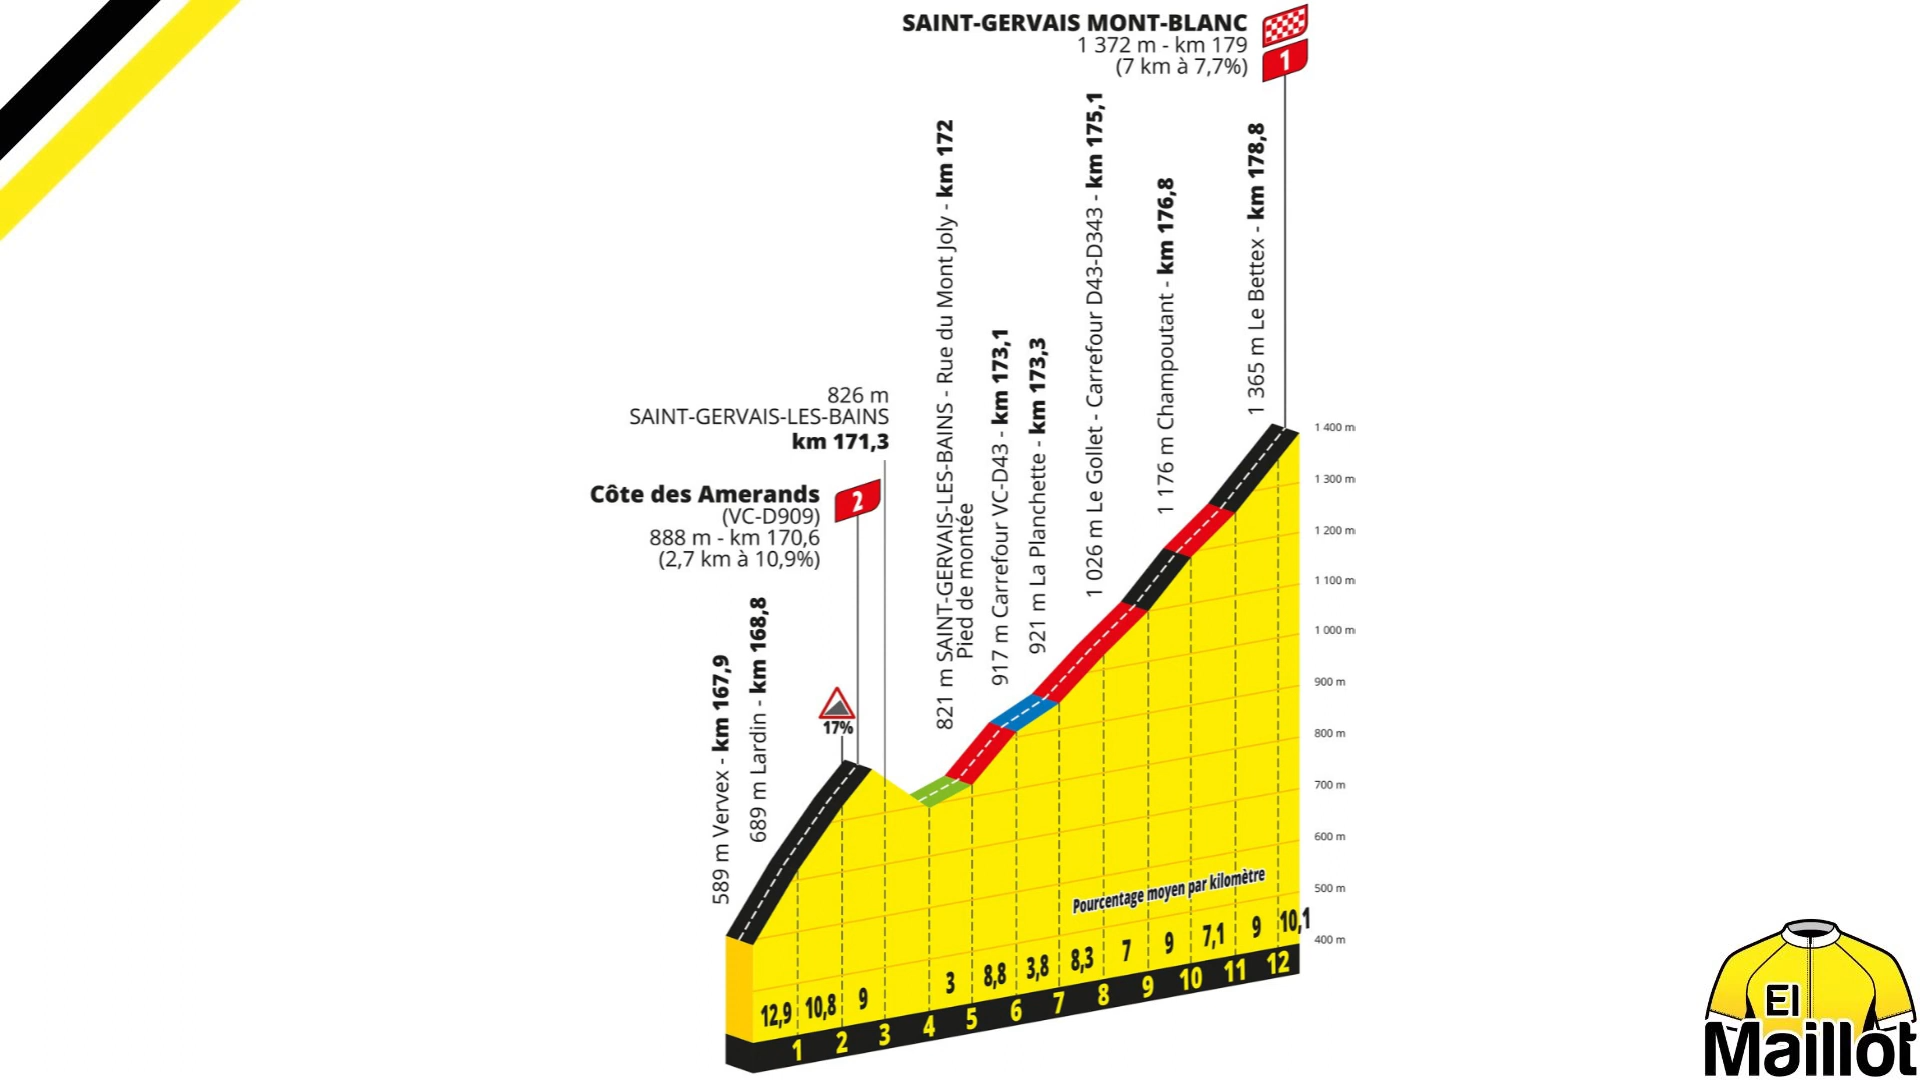 SAINT-GERVAIS MONT-BLANC
1 372 m - km 179
(7 km à 7,7%)
1
826 m
SAINT-GERVAIS-LES-BAINS
km 171,3
Côte des Amerands
(VC-D909)
888 m - km 170,6
(2,7 km à 10,9%)
2
17%
589 m Vervex - km 167,9
689 m Lardin - km 168,8
821 m SAINT-GERVAIS-LES-BAINS - Rue du Mont Joly - km 172
Pied de montée
917 m Carrefour VC-D43 - km 173,1
921 m La Planchette - km 173,3
1 026 m Le Gollet - Carrefour D43-D343 - km 175,1
1 176 m Champoutant - km 176,8
1 365 m Le Bettex - km 178,8
1 400 m
1 300 m
1 200 m
1 100 m
1 000 m
900 m
800 m
700 m
600 m
500 m
400 m
Pourcentage moyen par kilomètre
12,9 10,8 9 3 8,8 3,8 8,3 7 9 7,1 9 10,1
1 2 3 4 5 6 7 8 9 10 11 12
El
Maillot